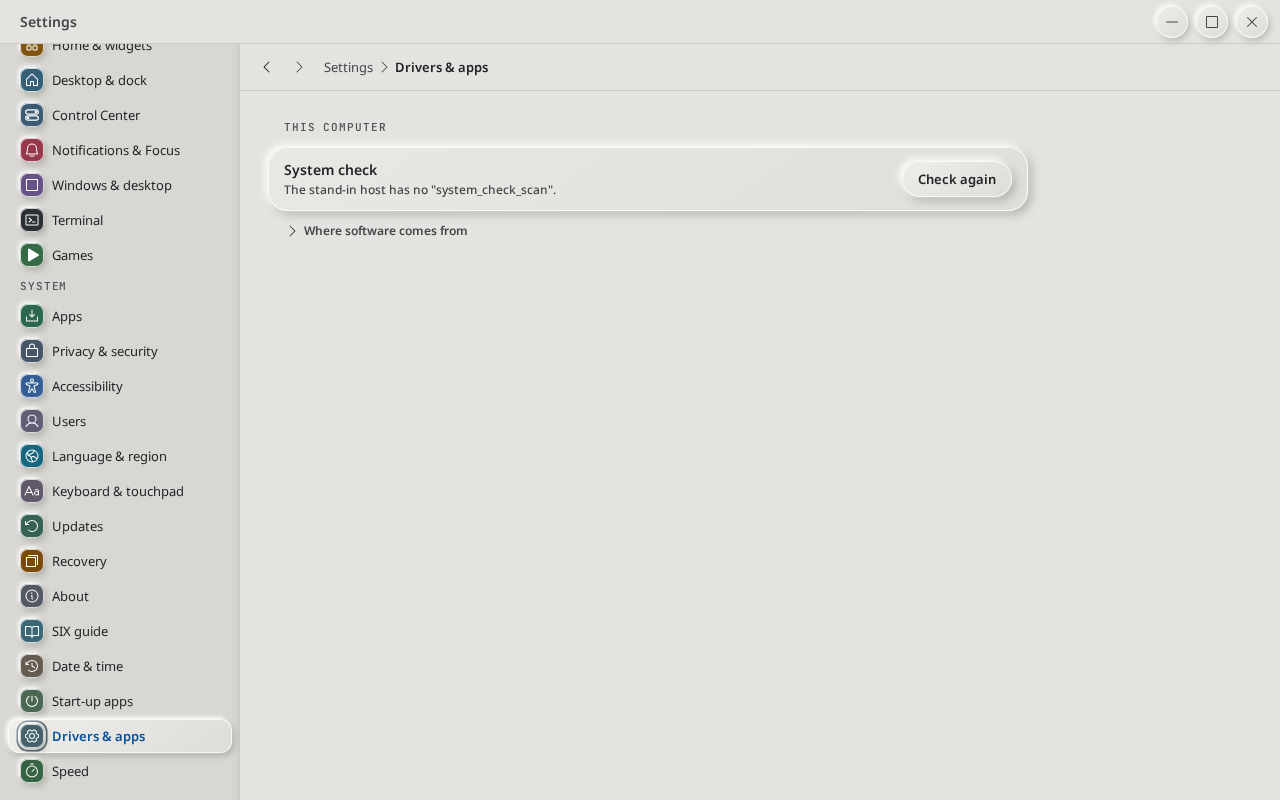 Settings
Home & widgets
Desktop & dock
Control Center
Notifications & Focus
Windows & desktop
Terminal
Games
SYSTEM
Apps
Privacy & security
Accessibility
Users
Language & region
Aa
Keyboard & touchpad
Updates
Recovery
About
SIX guide
Date & time
Start-up apps
Drivers & apps
Speed
Settings
Drivers & apps
THIS COMPUTER
System check
The stand-in host has no "system_check_scan".
Check again
Where software comes from